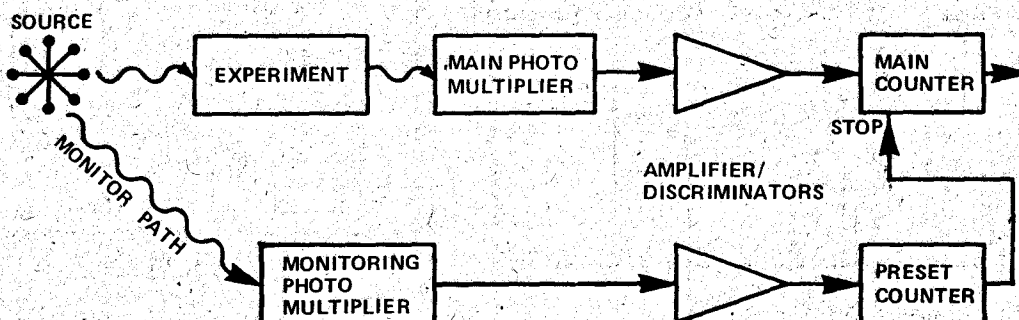 SOURCE
EXPERIMENT
MAIN PHOTO
MULTIPLIER
MAIN
COUNTER
STOP
MONITOR PATH
AMPLIFIER/
DISCRIMINATORS
MONITORING
PHOTO
MULTIPLIER
PRESET
COUNTER